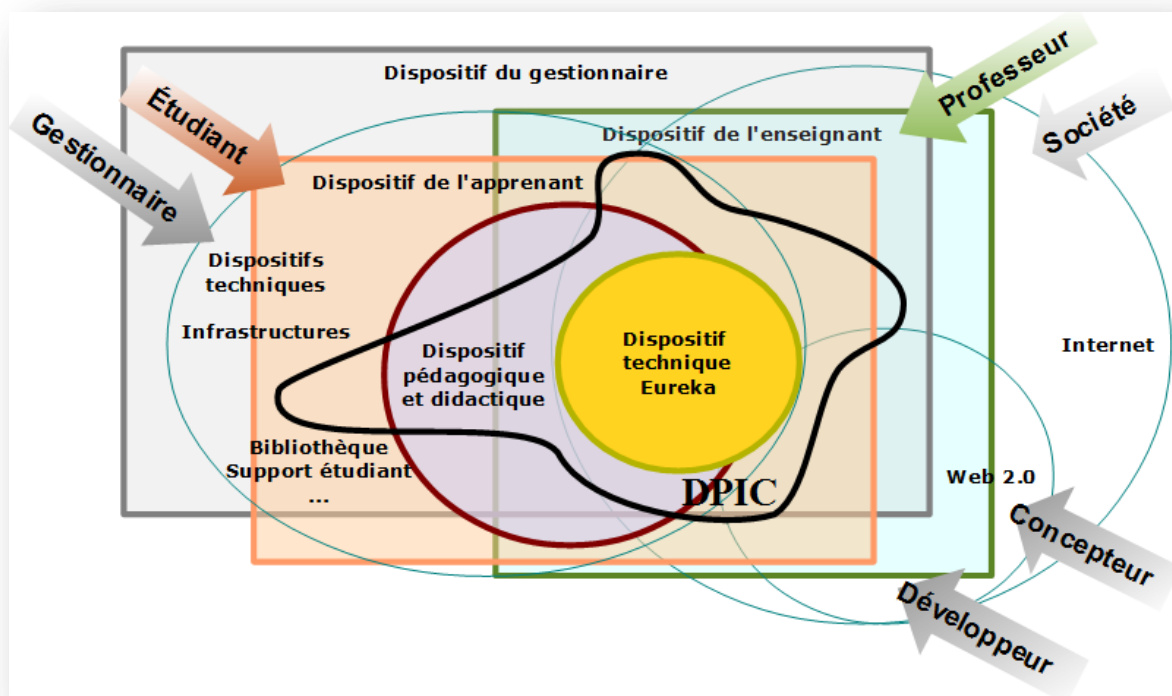 Dispositif du gestionnaire
Professeur
Société
Étudiant
Gestionnaire
Dispositif de l'enseignant
Dispositif de l'apprenant
Dispositifs
techniques
Infrastructures
Dispositif
pédagogique
et didactique
Dispositif
technique
Eureka
Internet
Bibliothèque
Support étudiant
...
DPIC
Web 2.0
Concepteur
Développeur